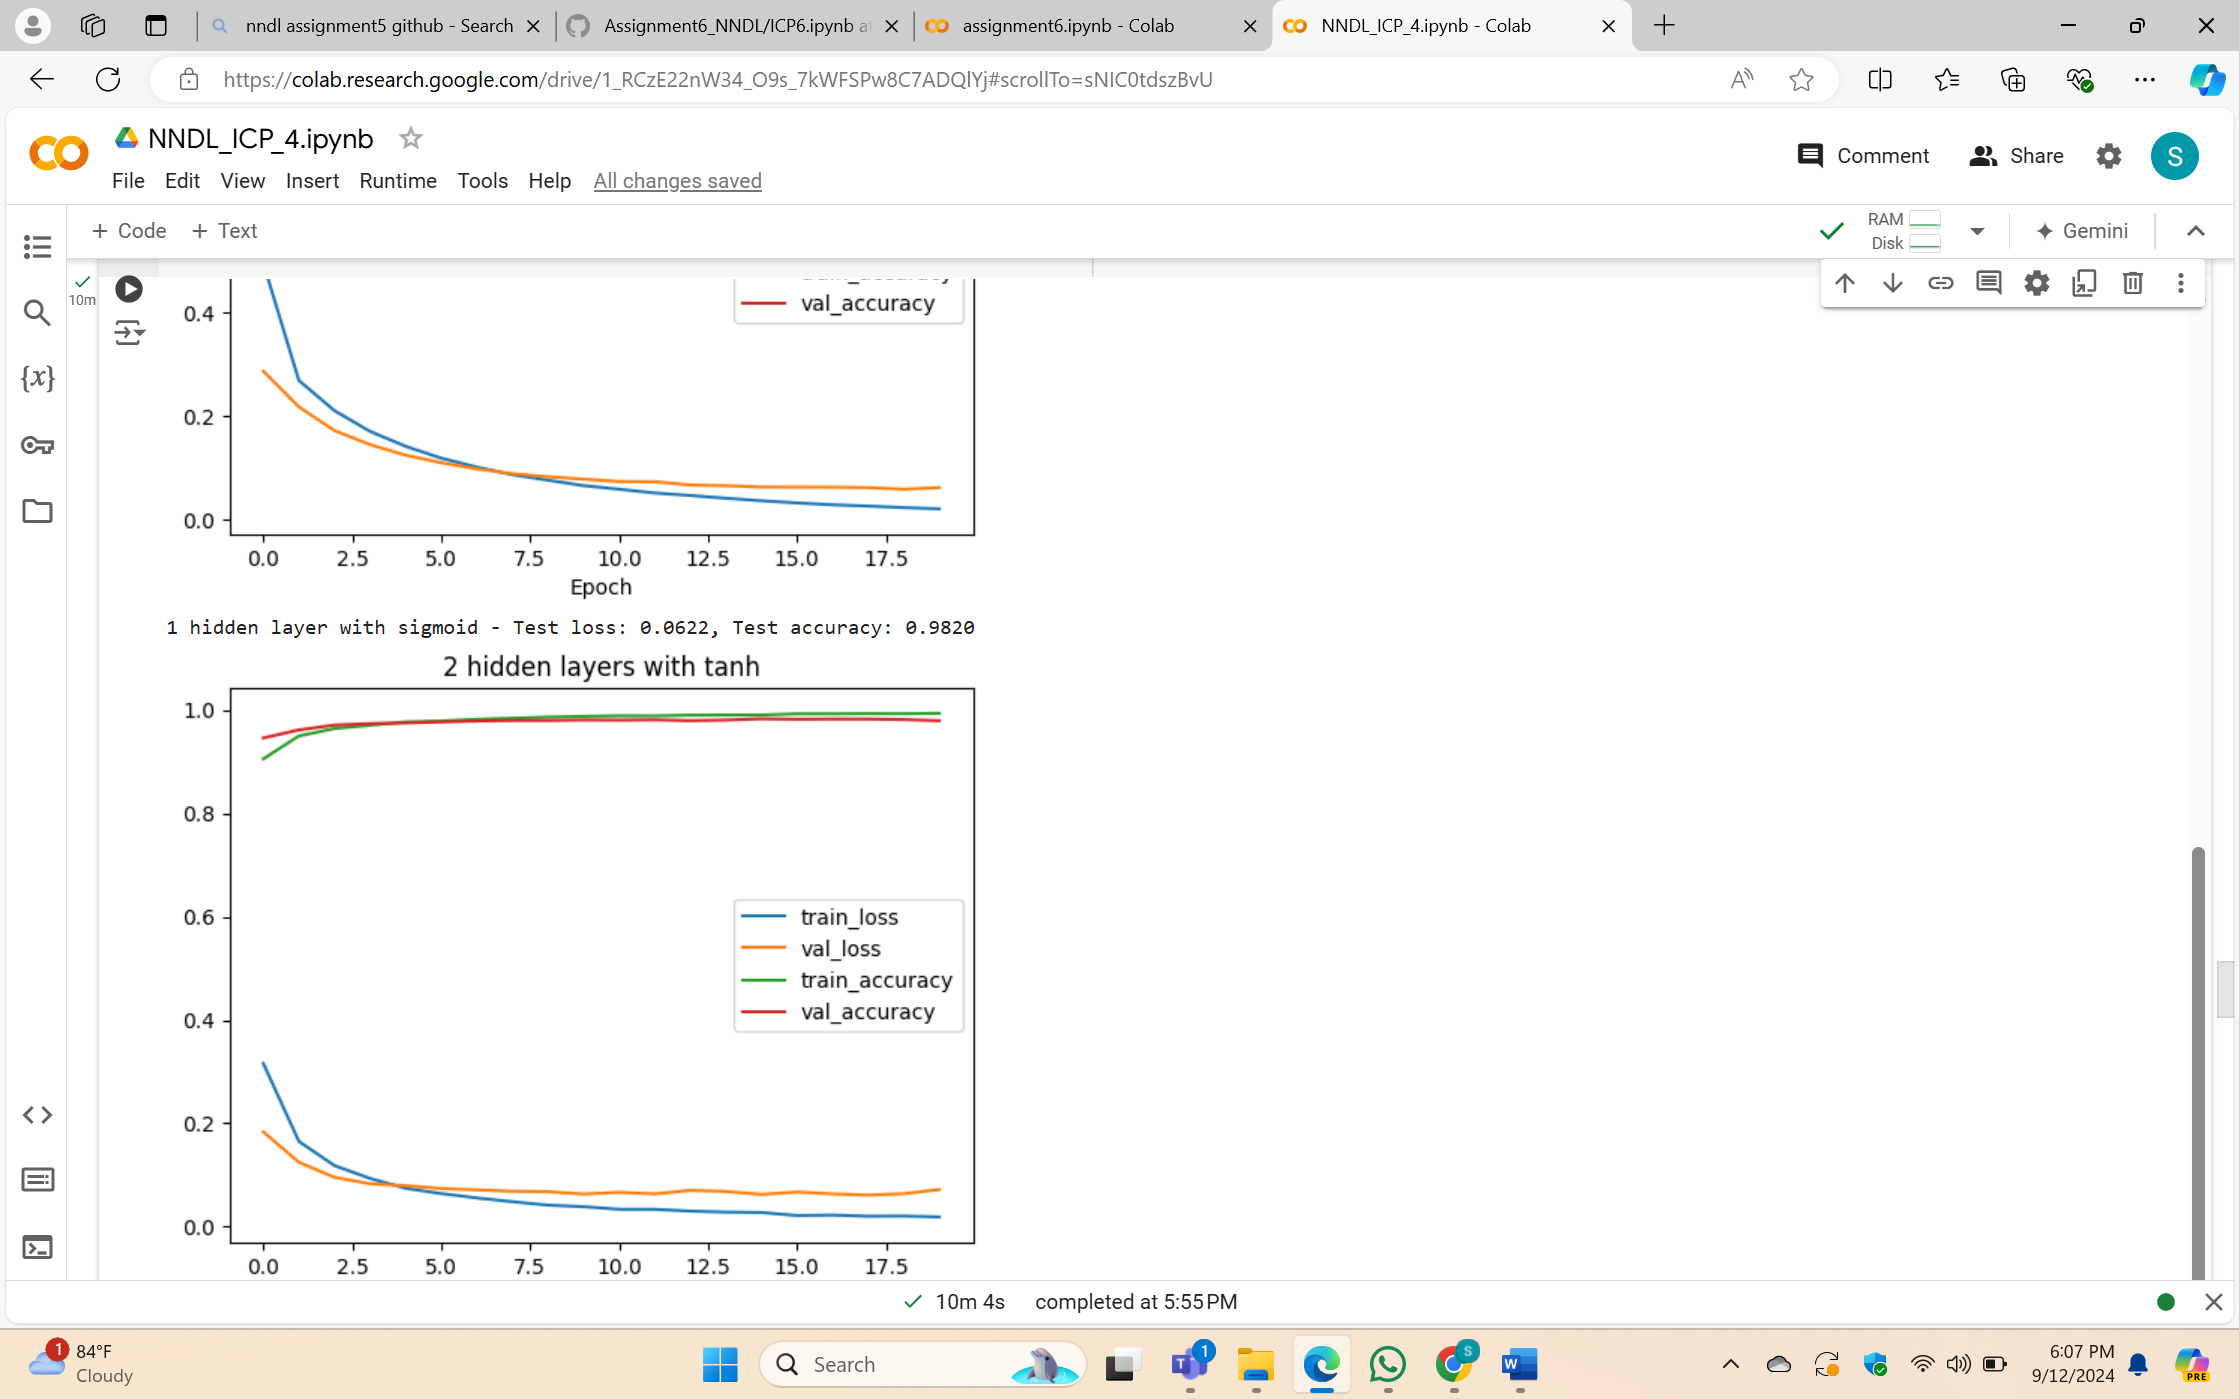 nndl assignment5 github - Search
Assignment6_NNDL/ICP6.ipynb at
assignment6.ipynb - Colab
NNDL_ICP_4.ipynb - Colab
https://colab.research.google.com/drive/1_RCzE22nW34_O9s_7kWFSPw8C7ADQlYj#scrollTo=sNIC0tdszBvU
NNDL_ICP_4.ipynb
Comment
Share
S
File Edit View Insert Runtime Tools Help All changes saved
+ Code + Text
RAM
Disk
Gemini
10m
train_accuracy
val_accuracy
0.4
0.2
0.0
0.0 2.5 5.0 7.5 10.0 12.5 15.0 17.5
Epoch
1 hidden layer with sigmoid - Test loss: 0.0622, Test accuracy: 0.9820
2 hidden layers with tanh
1.0
0.8
0.6
0.4
0.2
0.0
train_loss
val_loss
train_accuracy
val_accuracy
0.0 2.5 5.0 7.5 10.0 12.5 15.0 17.5
10m 4s completed at 5:55 PM
1
84°F
Cloudy
Search
1
S
6:07 PM
9/12/2024
PRE